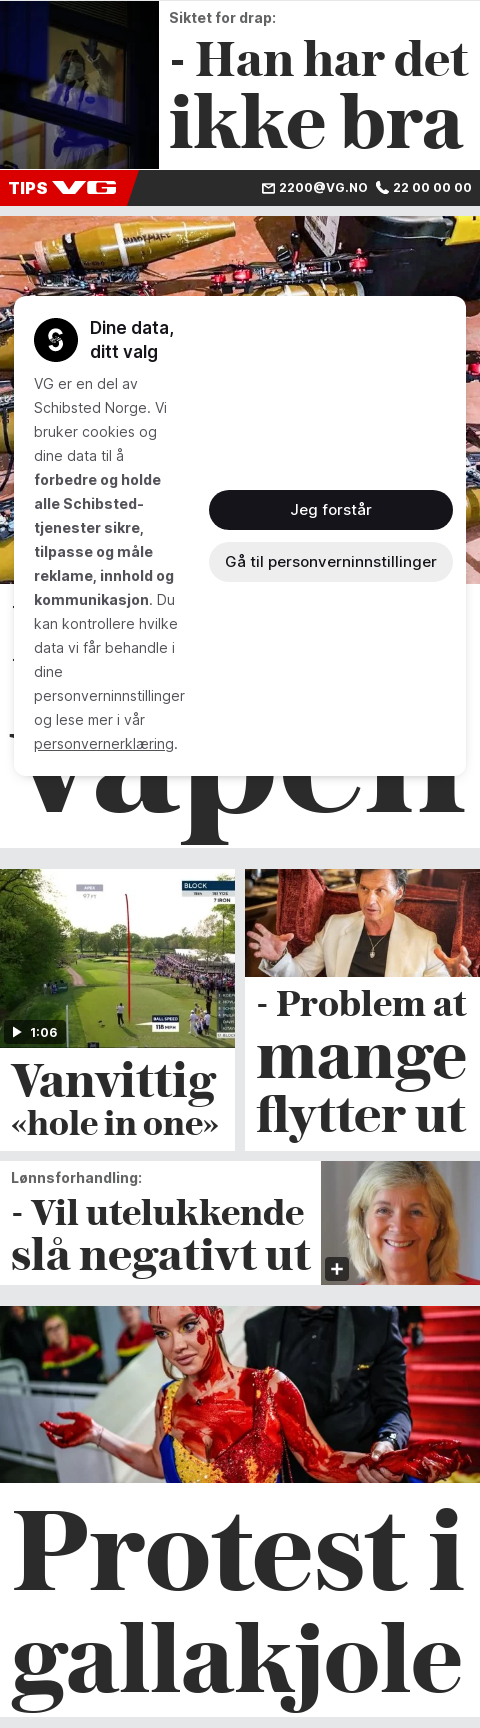 Siktet for drap:
- Han har det
ikke bra
TIPS VG
2200@VG.NO 22 00 00 00
Dine data,
ditt valg
VG er en del av
Schibsted Norge. Vi
bruker cookies og
dine data til å
forbedre og holde
alle Schibsted-
tjenester sikre,
tilpasse og måle
reklame, innhold og
kommunikasjon. Du
kan kontrollere hvilke
data vi får behandle i
dine
personverninnstillinger
og lese mer i vår
personvernerklæring.
Jeg forstår
Gå til personverninnstillinger
våpen
APEX
BLOCK
7 IRON
BALL SPEED
118 MPH
1:06
Vanvittig
«hole in one»
- Problem at
mange
flytter ut
Lønnsforhandling:
- Vil utelukkende
slå negativt ut
Protest i
gallakjole